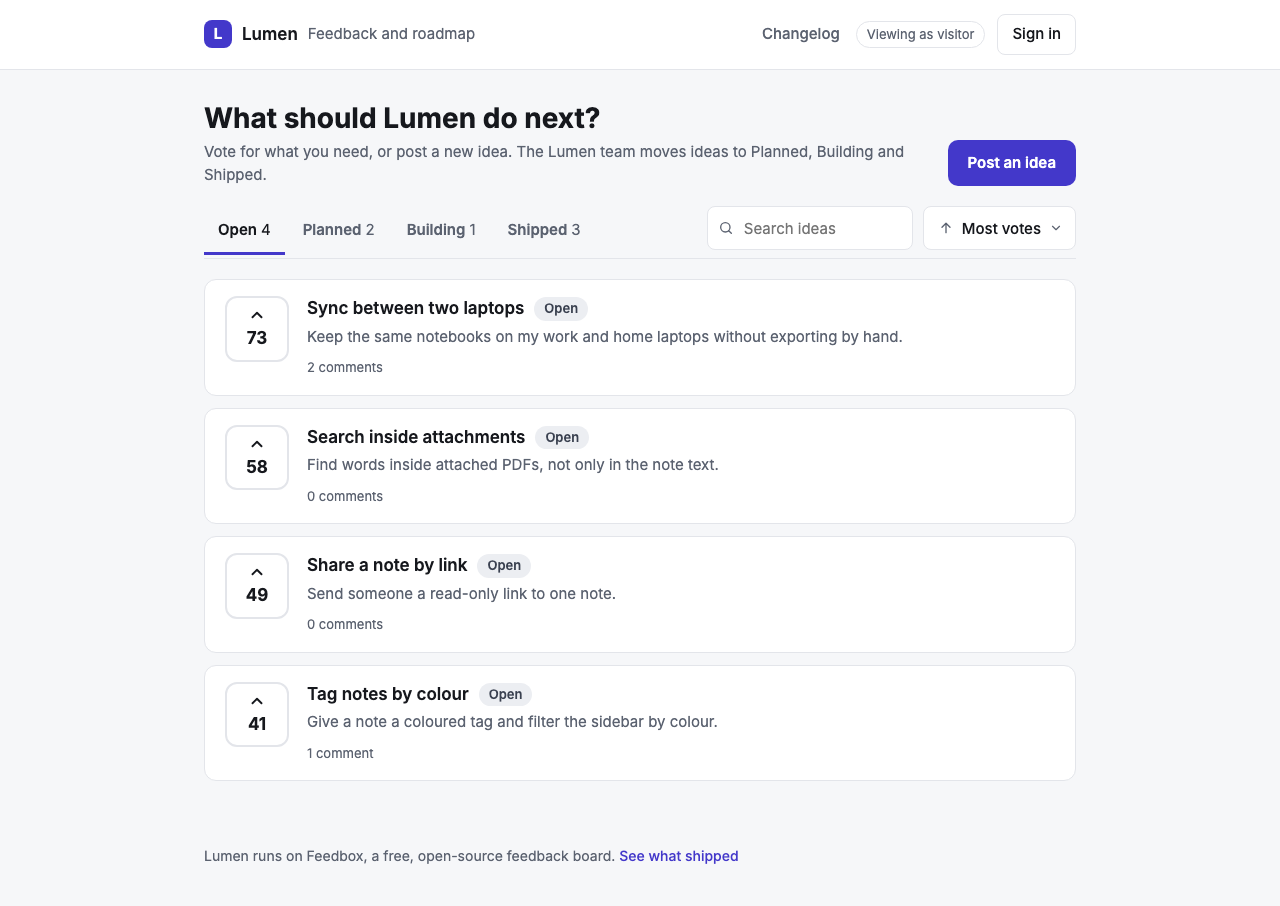 L Lumen Feedback and roadmap Changelog Viewing as visitor Sign in
What should Lumen do next?
Vote for what you need, or post a new idea. The Lumen team moves ideas to Planned, Building and
Shipped.
Post an idea
Open 4 Planned 2 Building 1 Shipped 3 Search ideas Most votes
Sync between two laptops Open
73
Keep the same notebooks on my work and home laptops without exporting by hand.
2 comments
Search inside attachments Open
58
Find words inside attached PDFs, not only in the note text.
0 comments
Share a note by link Open
49
Send someone a read-only link to one note.
0 comments
Tag notes by colour Open
41
Give a note a coloured tag and filter the sidebar by colour.
1 comment
Lumen runs on Feedbox, a free, open-source feedback board. See what shipped